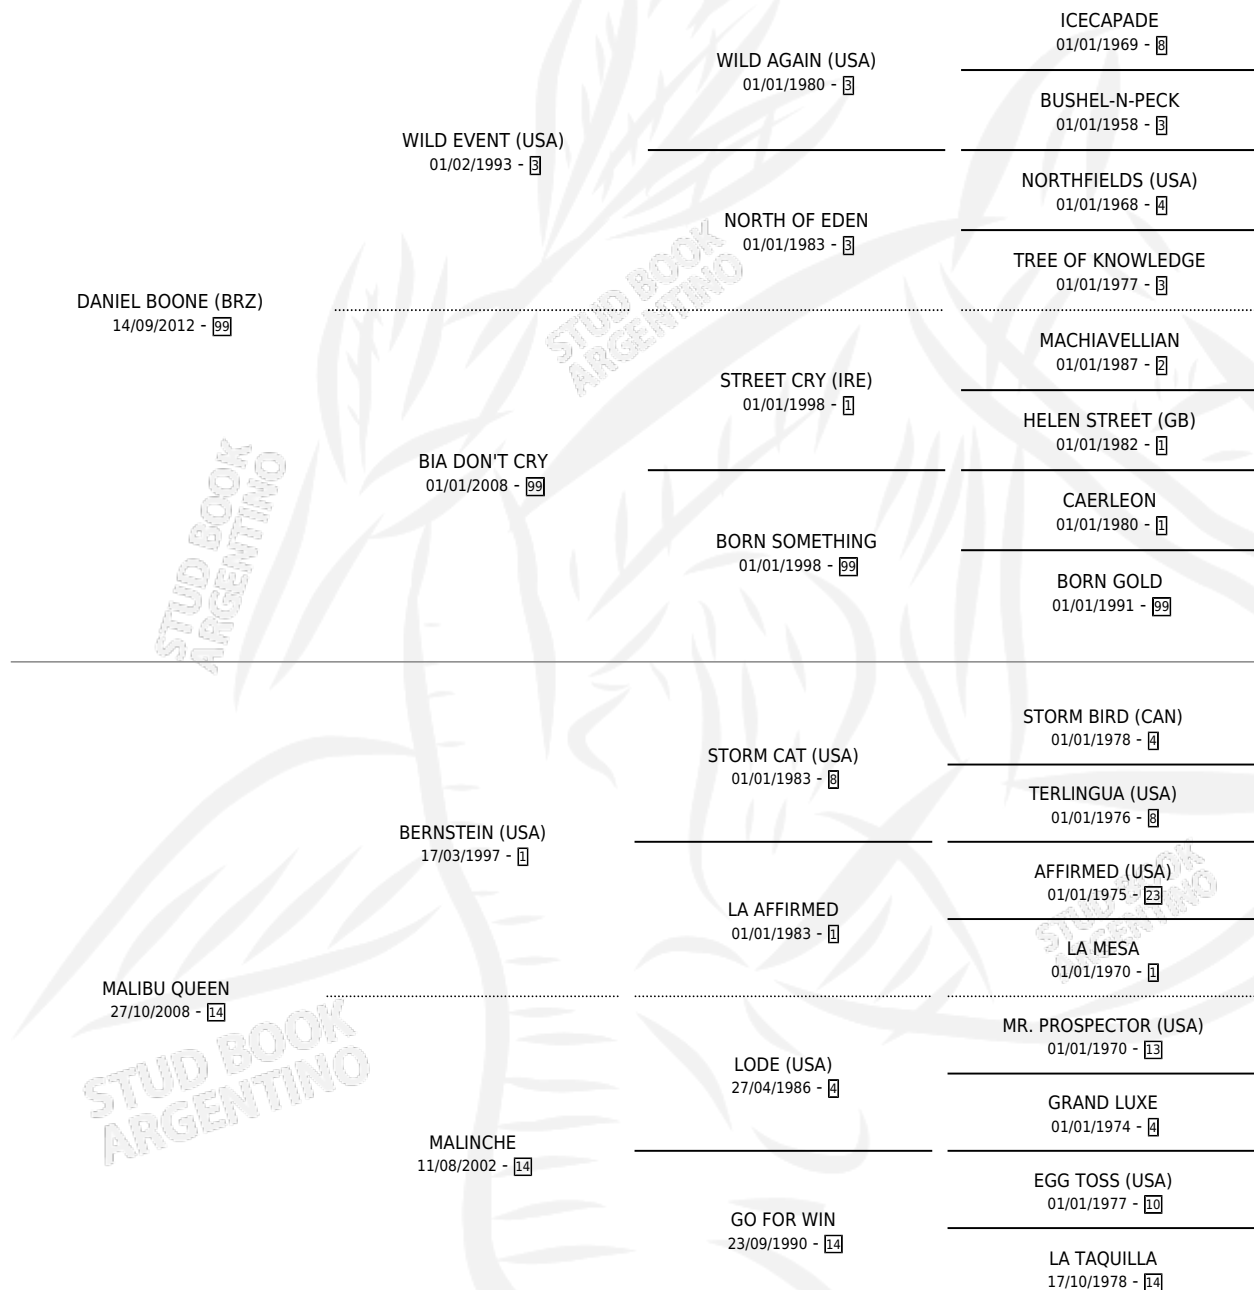 ICECAPADE
01/01/1969 - 8
WILD AGAIN (USA)
01/01/1980 - 3
BUSHEL-N-PECK
01/01/1958 - 3
WILD EVENT (USA)
01/02/1993 - 3
NORTHFIELDS (USA)
01/01/1968 - 4
NORTH OF EDEN
01/01/1983 - 3
TREE OF KNOWLEDGE
01/01/1977 - 3
DANIEL BOONE (BRZ)
14/09/2012 - 99
MACHIAVELLIAN
01/01/1987 - 2
STREET CRY (IRE)
01/01/1998 - 1
HELEN STREET (GB)
01/01/1982 - 1
BIA DON'T CRY
01/01/2008 - 99
CAERLEON
01/01/1980 - 1
BORN SOMETHING
01/01/1998 - 99
BORN GOLD
01/01/1991 - 99
STORM BIRD (CAN)
01/01/1978 - 4
STORM CAT (USA)
01/01/1983 - 8
TERLINGUA (USA)
01/01/1976 - 8
BERNSTEIN (USA)
17/03/1997 - 1
AFFIRMED (USA)
01/01/1975 - 23
LA AFFIRMED
01/01/1983 - 1
LA MESA
01/01/1970 - 1
MALIBU QUEEN
27/10/2008 - 14
MR. PROSPECTOR (USA)
01/01/1970 - 13
LODE (USA)
27/04/1986 - 4
GRAND LUXE
01/01/1974 - 4
MALINCHE
11/08/2002 - 14
EGG TOSS (USA)
01/01/1977 - 10
GO FOR WIN
23/09/1990 - 14
LA TAQUILLA
17/10/1978 - 14
STUD BOOK
ARGENTINO
STUD BOOK
ARGENTINO
STUD BOOK
ARGENTINO
STUD BOOK
ARGENTINO